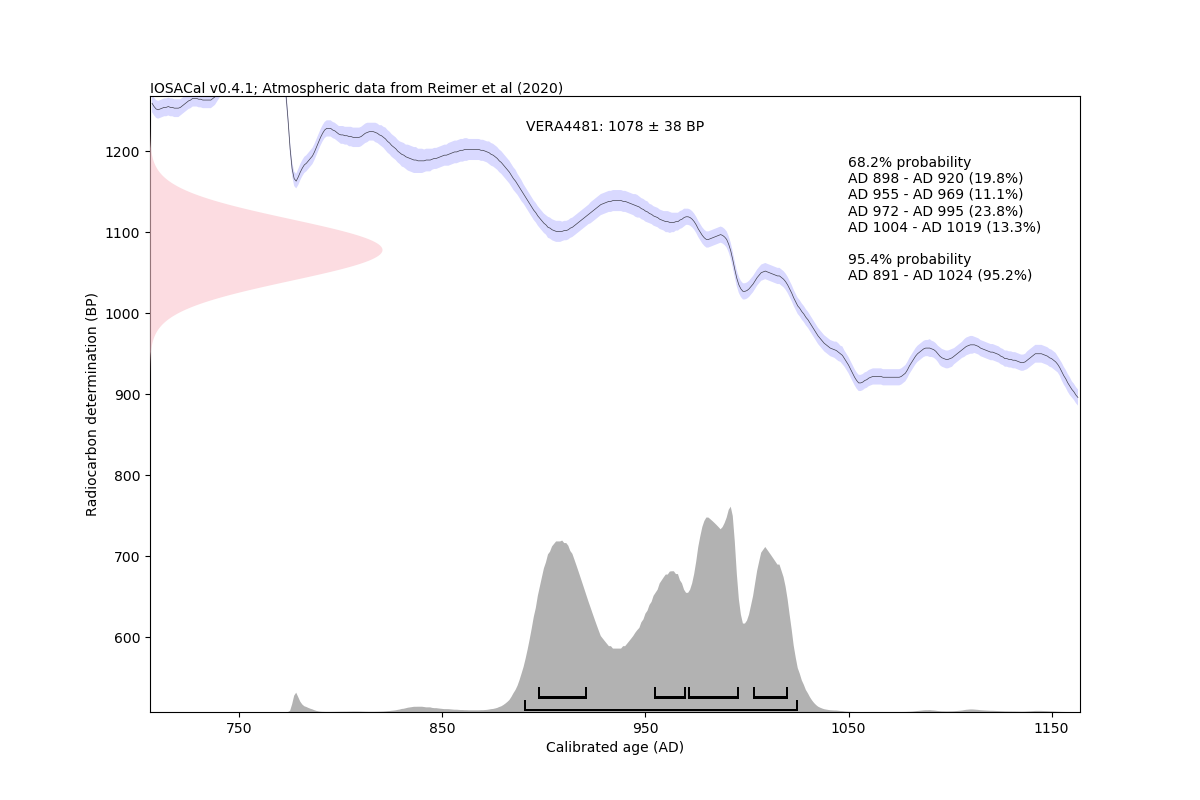 IOSACal v0.4.1; Atmospheric data from Reimer et al (2020)
VERA4481: 1078 ± 38 BP
68.2% probability
AD 898 - AD 920 (19.8%)
AD 955 - AD 969 (11.1%)
AD 972 - AD 995 (23.8%)
AD 1004 - AD 1019 (13.3%)
95.4% probability
AD 891 - AD 1024 (95.2%)
Radiocarbon determination (BP)
1200
1100
1000
900
800
700
600
750 850 950 1050 1150
Calibrated age (AD)